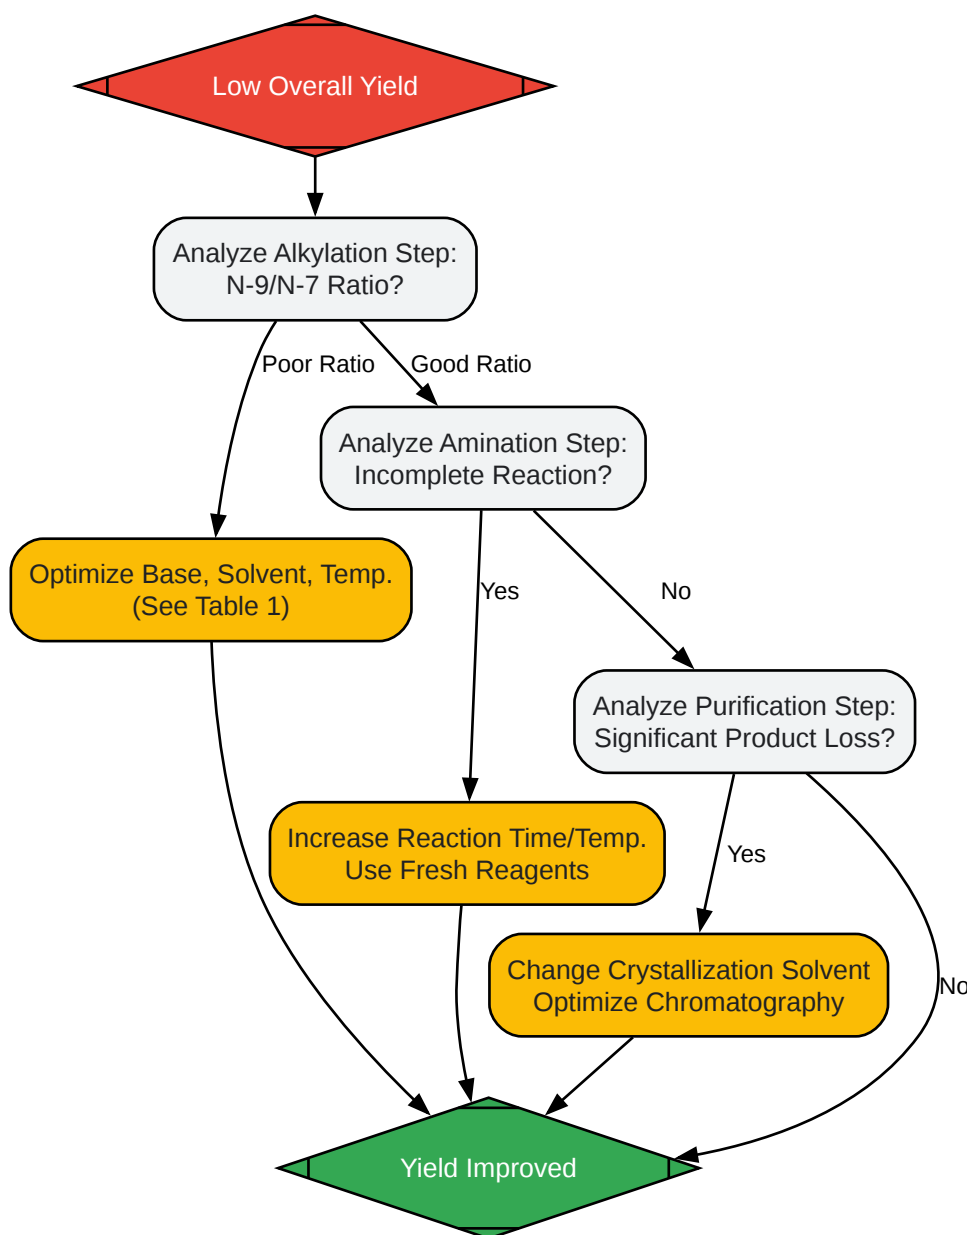 Low Overall Yield
Analyze Alkylation Step:
N-9/N-7 Ratio?
Poor Ratio
Good Ratio
Analyze Amination Step:
Incomplete Reaction?
Optimize Base, Solvent, Temp.
(See Table 1)
Yes
No
Analyze Purification Step:
Significant Product Loss?
Increase Reaction Time/Temp.
Use Fresh Reagents
Yes
Change Crystallization Solvent
Optimize Chromatography
No
Yield Improved